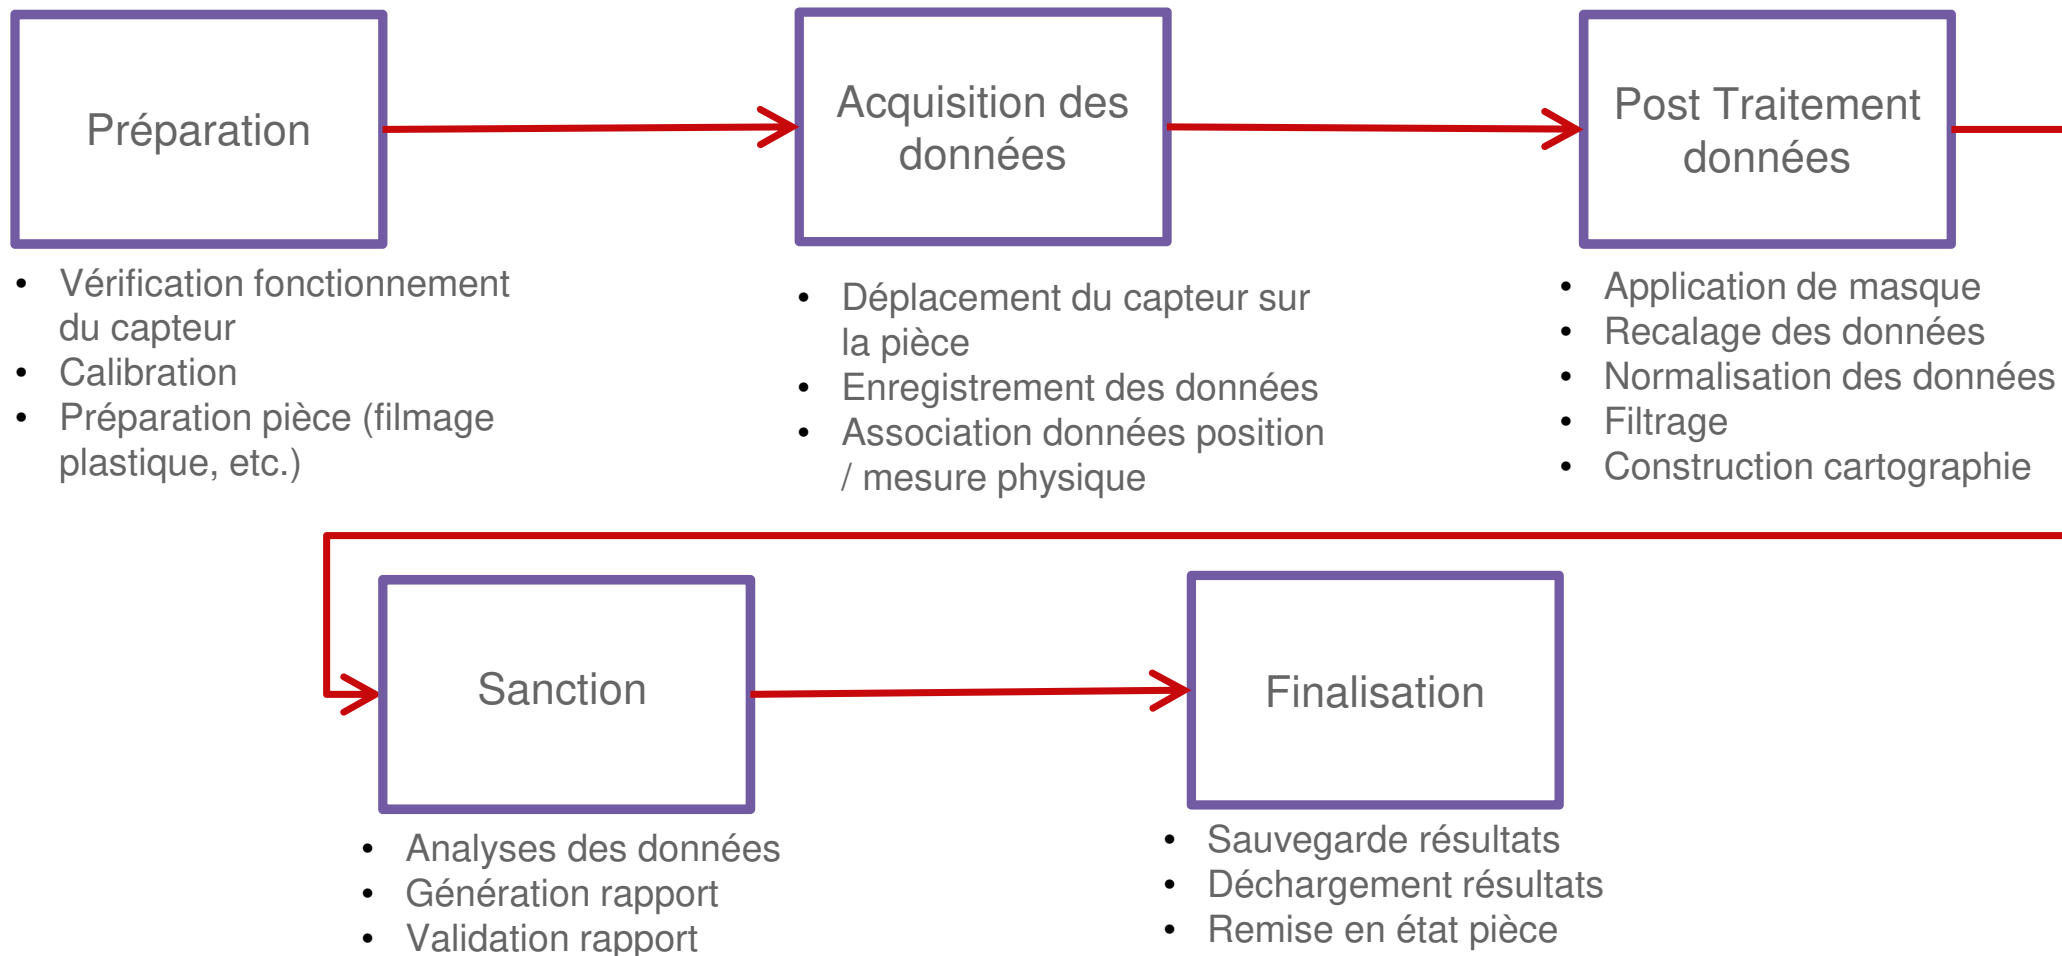 Préparation
Acquisition des
données
Post Traitement
données
• Vérification fonctionnement
du capteur
• Calibration
• Préparation pièce (filmage
plastique, etc.)
• Déplacement du capteur sur
la pièce
• Enregistrement des données
• Association données position
/ mesure physique
• Application de masque
• Recalage des données
• Normalisation des données
• Filtrage
• Construction cartographie
Sanction
Finalisation
• Analyses des données
• Génération rapport
• Validation rapport
• Sauvegarde résultats
• Déchargement résultats
• Remise en état pièce